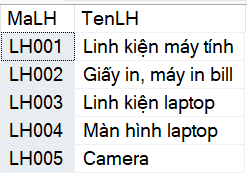 MaLH TenLH
LH001 Linh kiện máy tính
LH002 Giấy in, máy in bill
LH003 Linh kiện laptop
LH004 Màn hình laptop
LH005 Camera